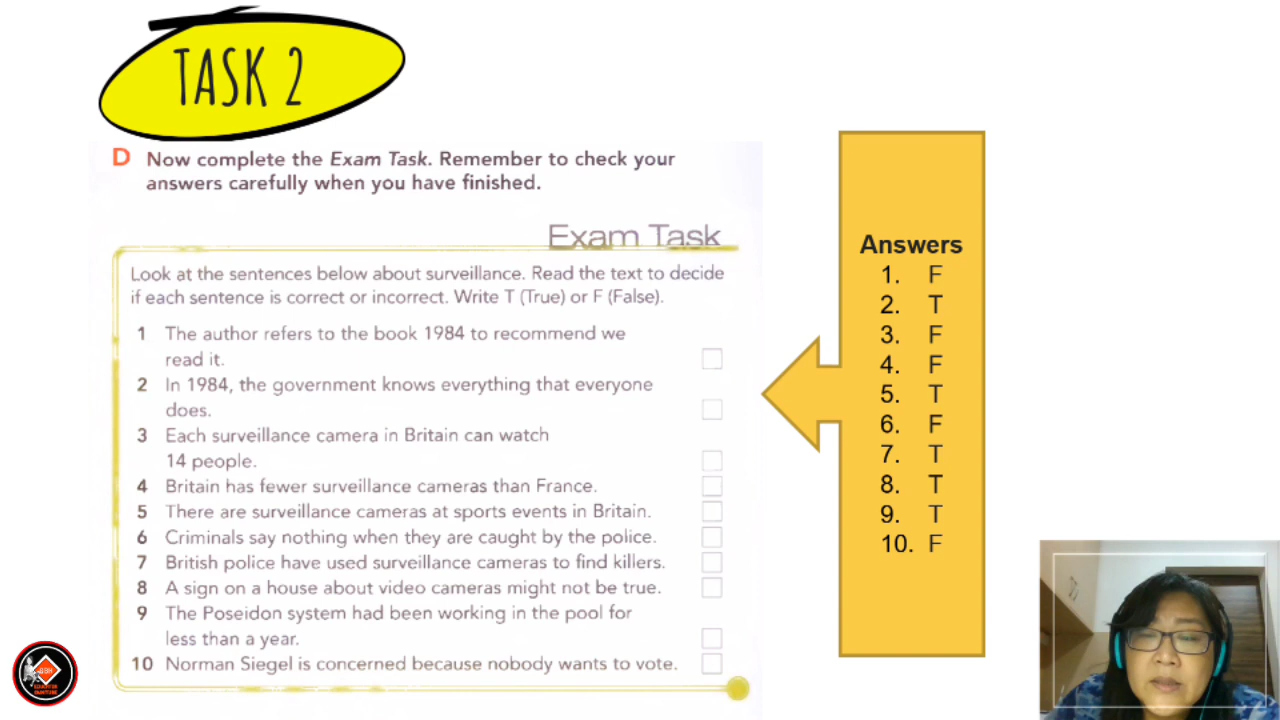 TASK 2
D Now complete the Exam Task. Remember to check your
answers carefully when you have finished.
Exam Task
Look at the sentences below about surveillance. Read the text to decide
if each sentence is correct or incorrect. Write T (True) or F (False).
1 The author refers to the book 1984 to recommend we
read it.
2 In 1984, the government knows everything that everyone
does.
3 Each surveillance camera in Britain can watch
14 people.
4 Britain has fewer surveillance cameras than France.
5 There are surveillance cameras at sports events in Britain.
6 Criminals say nothing when they are caught by the police.
7 British police have used surveillance cameras to find killers.
8 A sign on a house about video cameras might not be true.
9 The Poseidon system had been working in the pool for
less than a year.
10 Norman Siegel is concerned because nobody wants to vote.
Answers
1. F
2. T
3. F
4. F
5. T
6. F
7. T
8. T
9. T
10. F